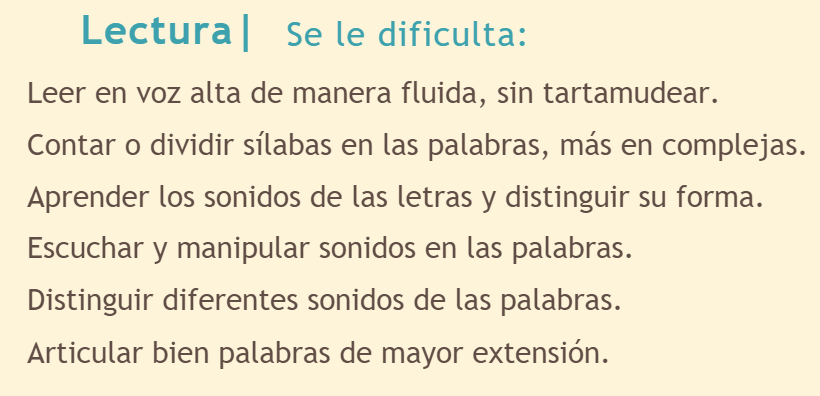 Lectura| Se le dificulta:
Leer en voz alta de manera fluida, sin tartamudear.
Contar o dividir sílabas en las palabras, más en complejas.
Aprender los sonidos de las letras y distinguir su forma.
Escuchar y manipular sonidos en las palabras.
Distinguir diferentes sonidos de las palabras.
Articular bien palabras de mayor extensión.